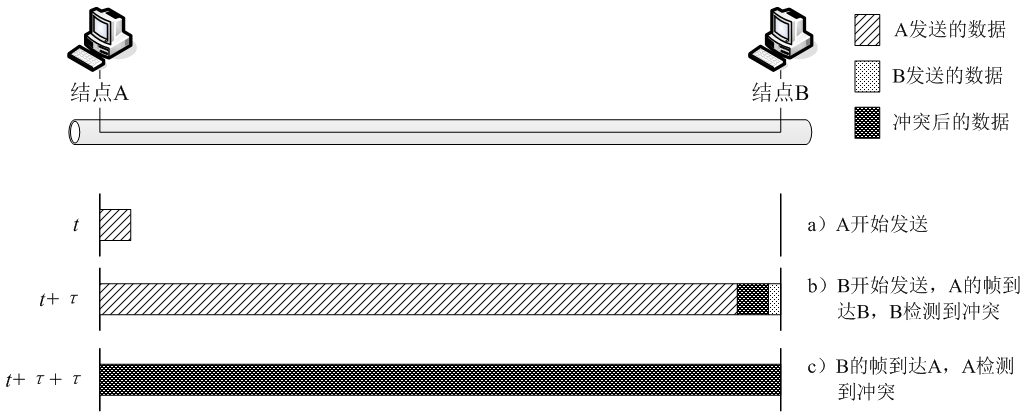 A发送的数据
B发送的数据
冲突后的数据
结点A
结点B
t
a）A开始发送
t+ τ
b）B开始发送，A的帧到
达B，B检测到冲突
t+ τ + τ
c）B的帧到达A，A检测
到冲突